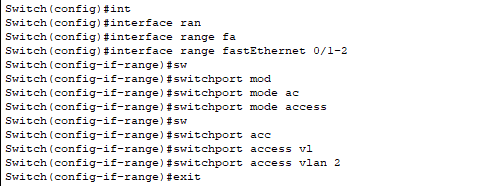 Switch(config)#int
Switch(config)#interface ran
Switch(config)#interface range fa
Switch(config)#interface range fastEthernet 0/1-2
Switch(config-if-range)#sw
Switch(config-if-range)#switchport mod
Switch(config-if-range)#switchport mode ac
Switch(config-if-range)#switchport mode access
Switch(config-if-range)#sw
Switch(config-if-range)#switchport acc
Switch(config-if-range)#switchport access vl
Switch(config-if-range)#switchport access vlan 2
Switch(config-if-range)#exit